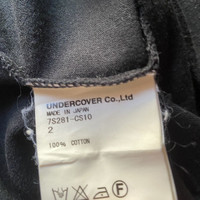 UNDERCOVER Co.,Ltd
MADE IN JAPAN
7S281-CS10
2
100% COTTON